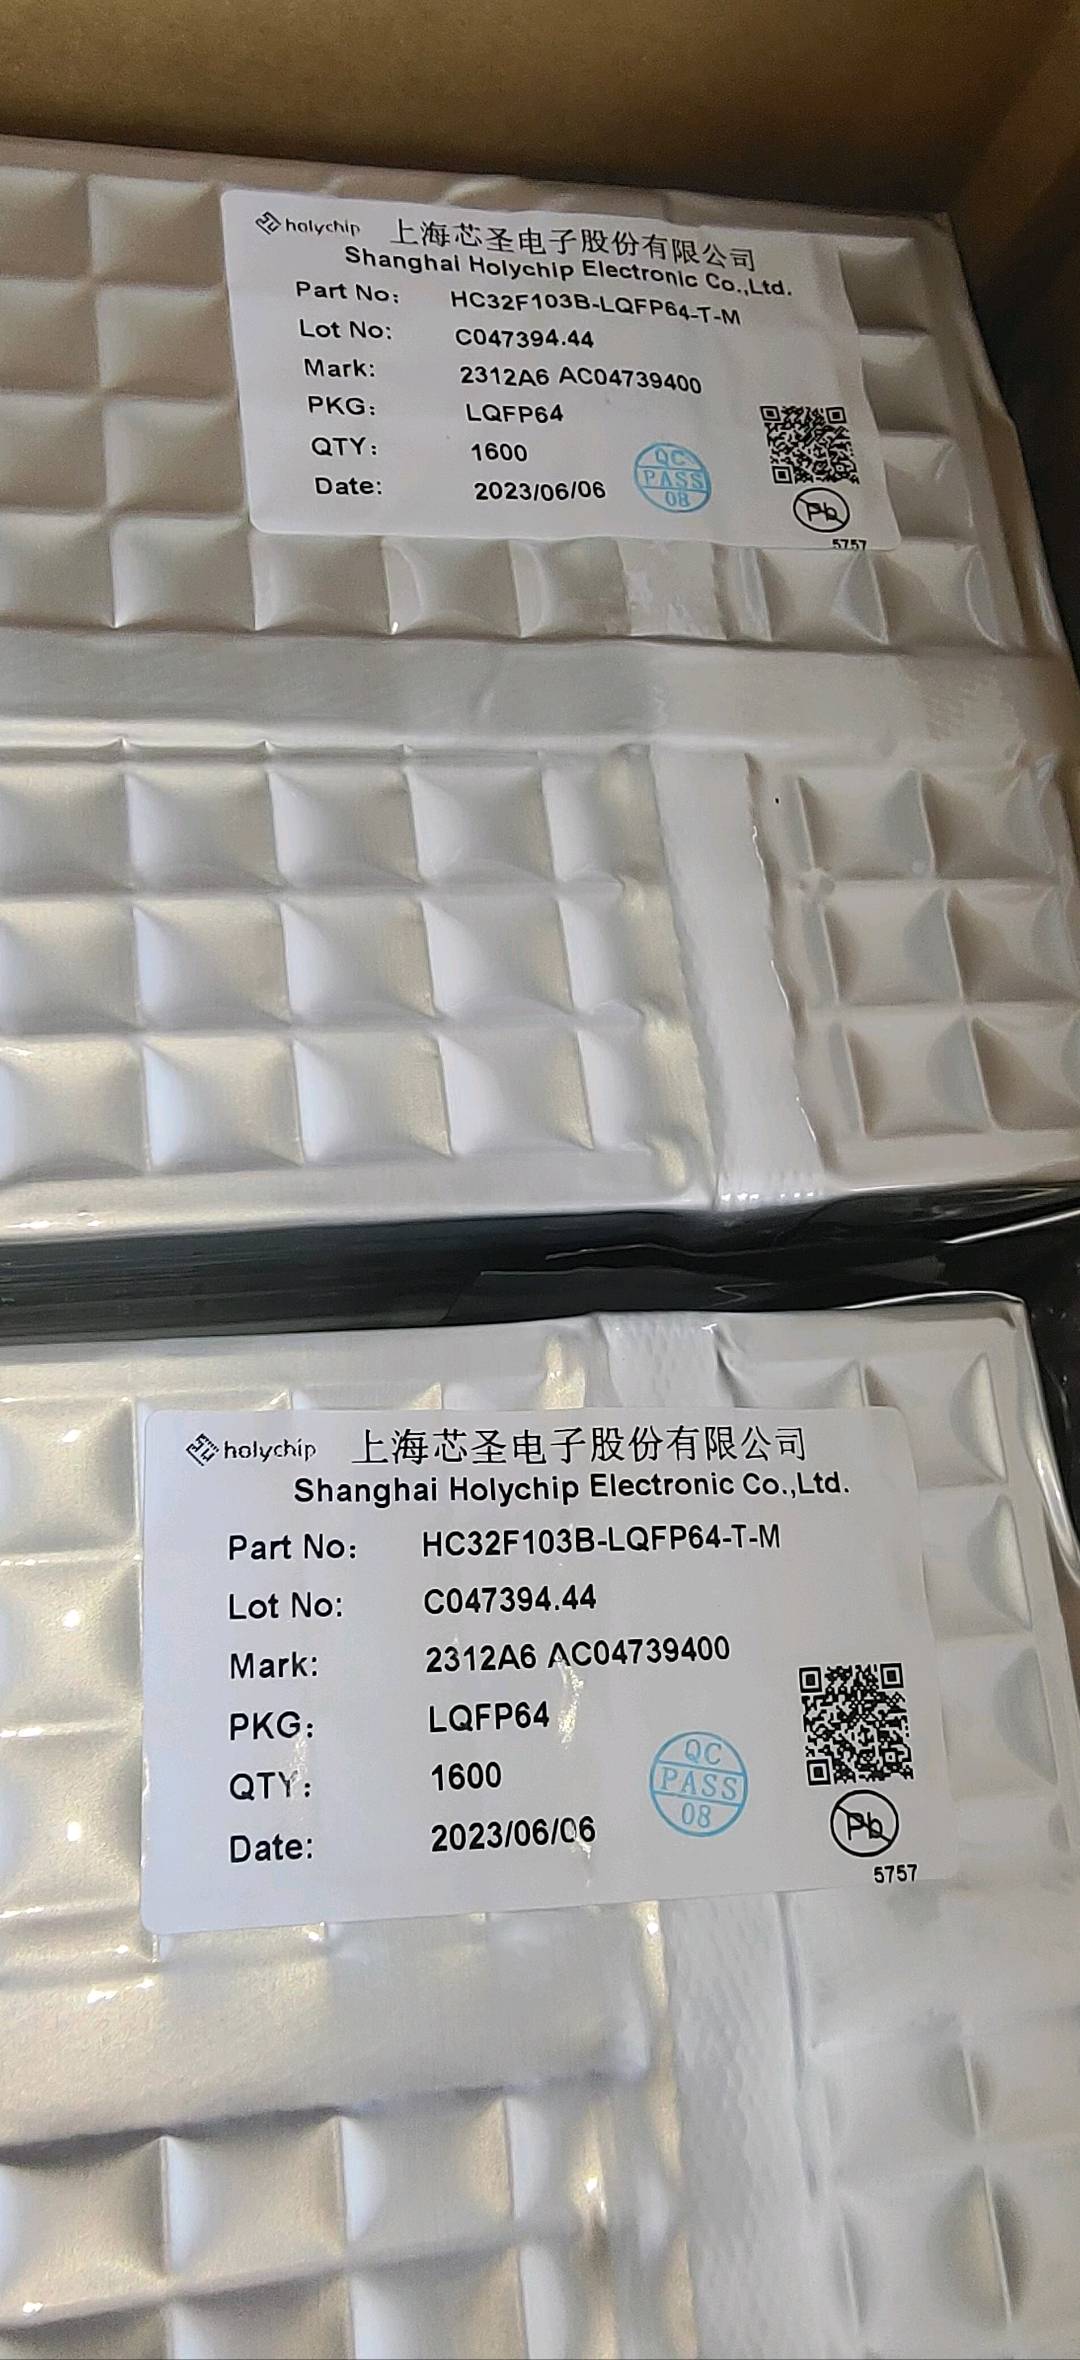 holychip 上海芯圣电子股份有限公司
Shanghai Holychip Electronic Co.,Ltd.
Part No: HC32F103B-LQFP64-T-M
Lot No: C047394.44
Mark: 2312A6 AC04739400
PKG: LQFP64
QTY: 1600
Date: 2023/06/06
QC
PASS
08
Pb
5757
holychip 上海芯圣电子股份有限公司
Shanghai Holychip Electronic Co.,Ltd.
Part No: HC32F103B-LQFP64-T-M
Lot No: C047394.44
Mark: 2312A6 AC04739400
PKG: LQFP64
QTY: 1600
Date: 2023/06/06
QC
PASS
08
Pb
5757